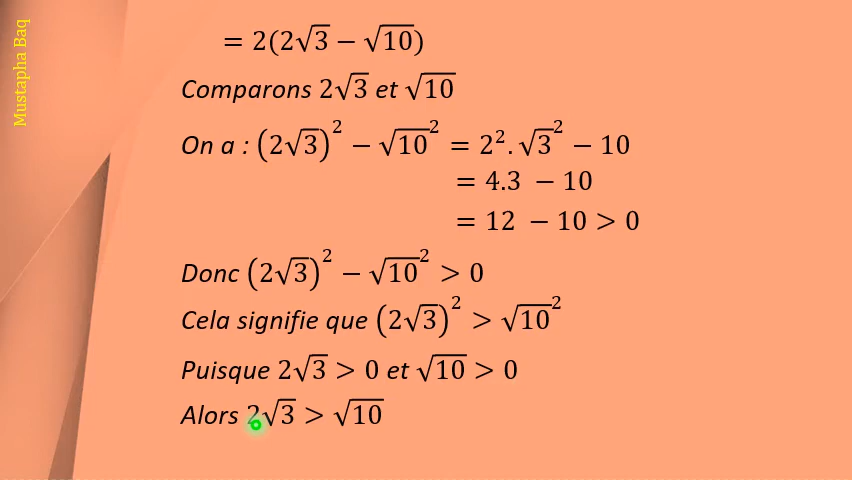 Mustapha Baq
= 2(2√3 − √10)
Comparons 2√3 et √10
On a : (2√3)² − √10² = 2². √3² − 10
= 4.3 − 10
= 12 − 10 > 0
Donc (2√3)² − √10² > 0
Cela signifie que (2√3)² > √10²
Puisque 2√3 > 0 et √10 > 0
Alors 2√3 > √10